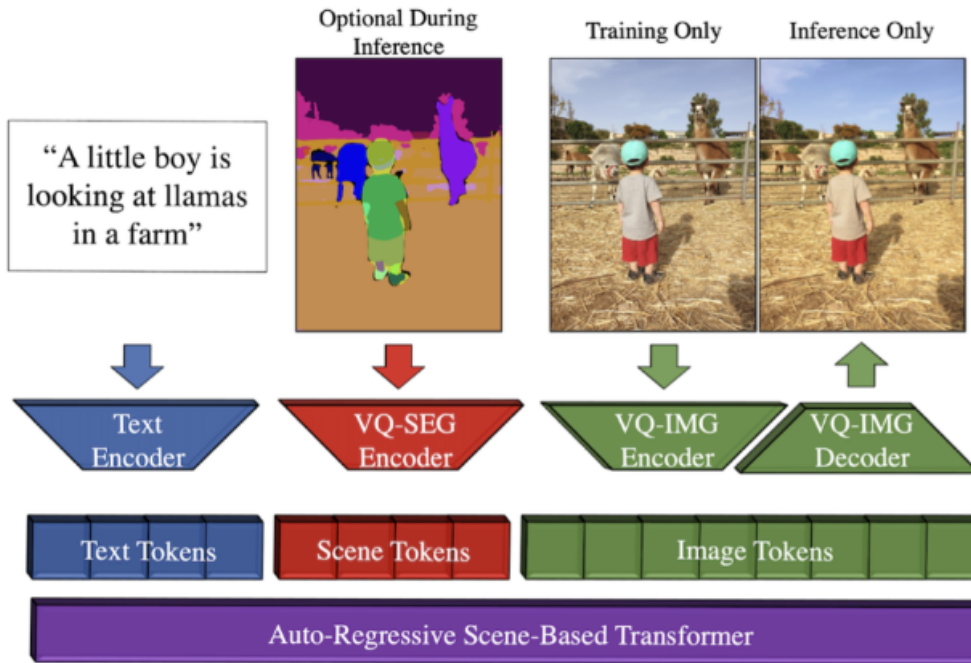 Optional During
Inference
Training Only
Inference Only
“A little boy is
looking at llamas
in a farm”
Text
Encoder
VQ-SEG
Encoder
VQ-IMG
Encoder
VQ-IMG
Decoder
Text Tokens
Scene Tokens
Image Tokens
Auto-Regressive Scene-Based Transformer